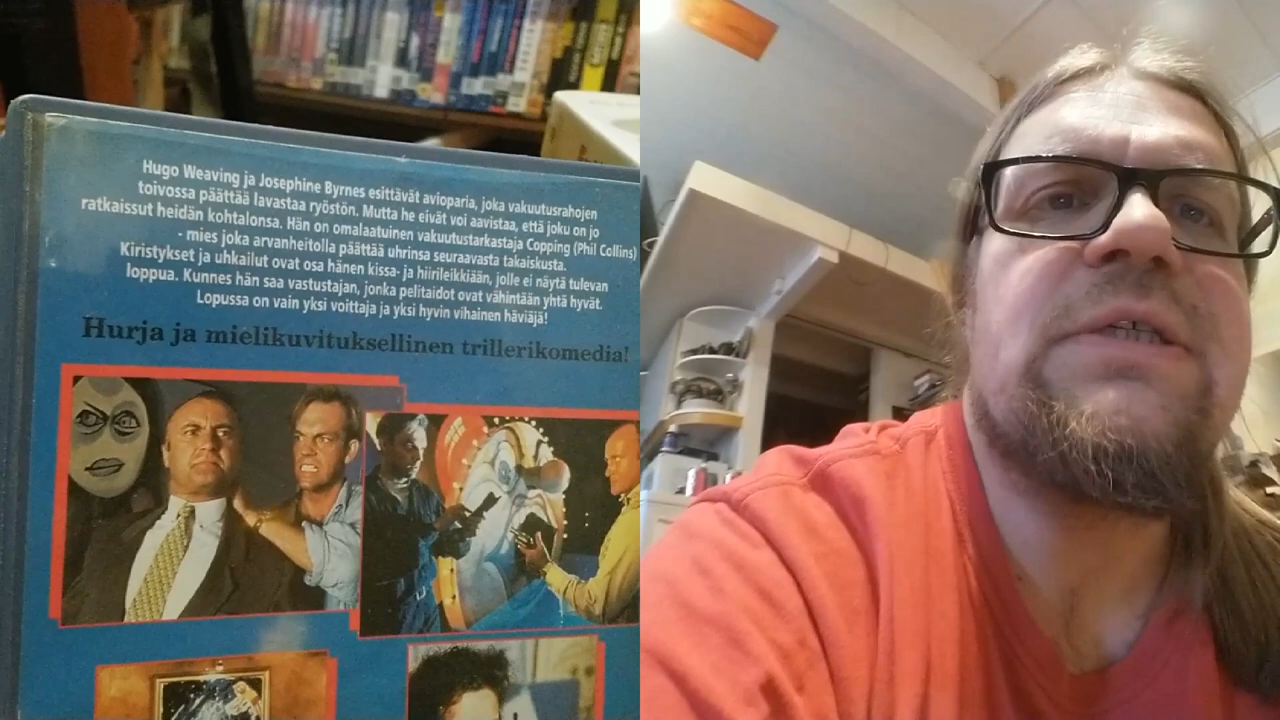 Hugo Weaving ja Josephine Byrnes esittävät avioparia, joka vakuutusrahojen
toivossa päättää lavastaa ryöstön. Mutta he eivät voi aavistaa, että joku on jo
ratkaissut heidän kohtalonsa. Hän on omalaatuinen vakuutustarkastaja Copping (Phil Collins)
- mies joka arvanheitolla päättää uhrinsa seuraavasta takaiskusta.
Kiristykset ja uhkailut ovat osa hänen kissa- ja hiirileikkiään, jolle ei näytä tulevan
loppua. Kunnes hän saa vastustajan, jonka pelitaidot ovat vähintään yhtä hyvät.
Lopussa on vain yksi voittaja ja yksi hyvin vihainen häviäjä!
Hurja ja mielikuvituksellinen trillerikomedia!